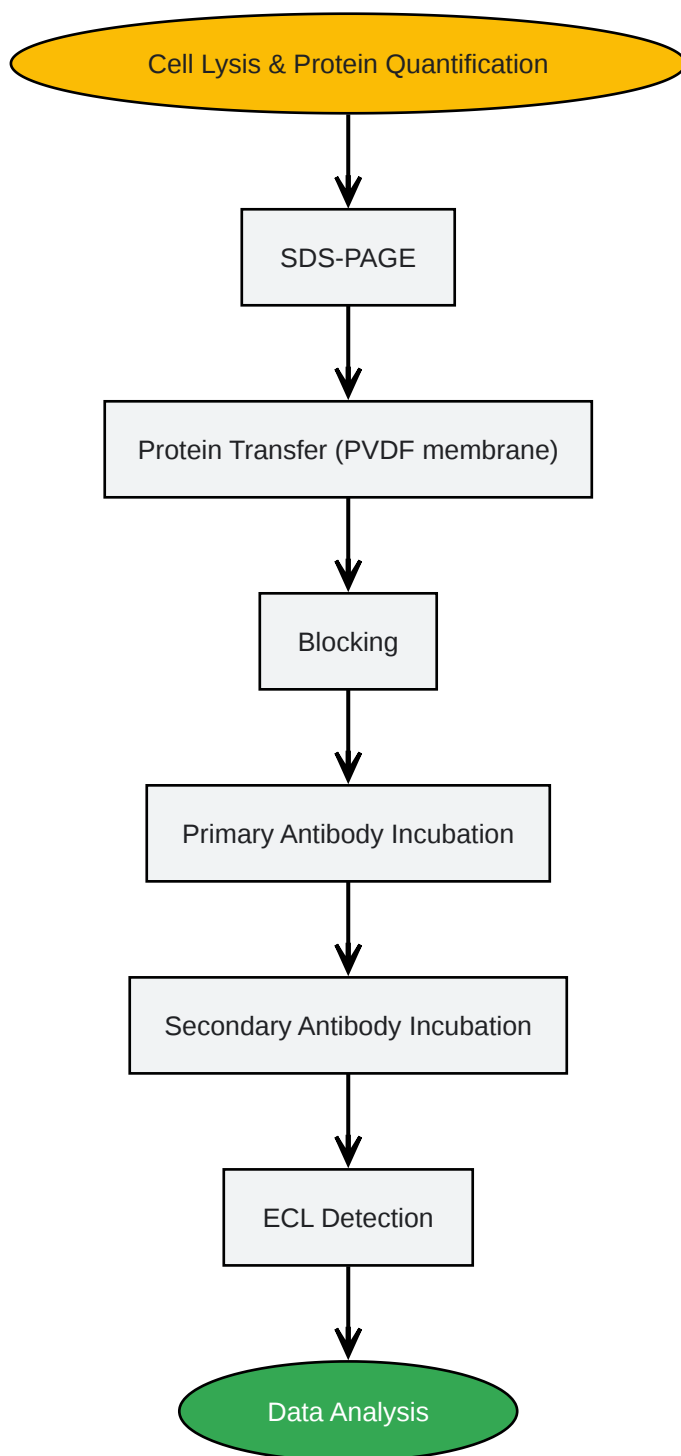 Cell Lysis & Protein Quantification
SDS-PAGE
Protein Transfer (PVDF membrane)
Blocking
Primary Antibody Incubation
Secondary Antibody Incubation
ECL Detection
Data Analysis